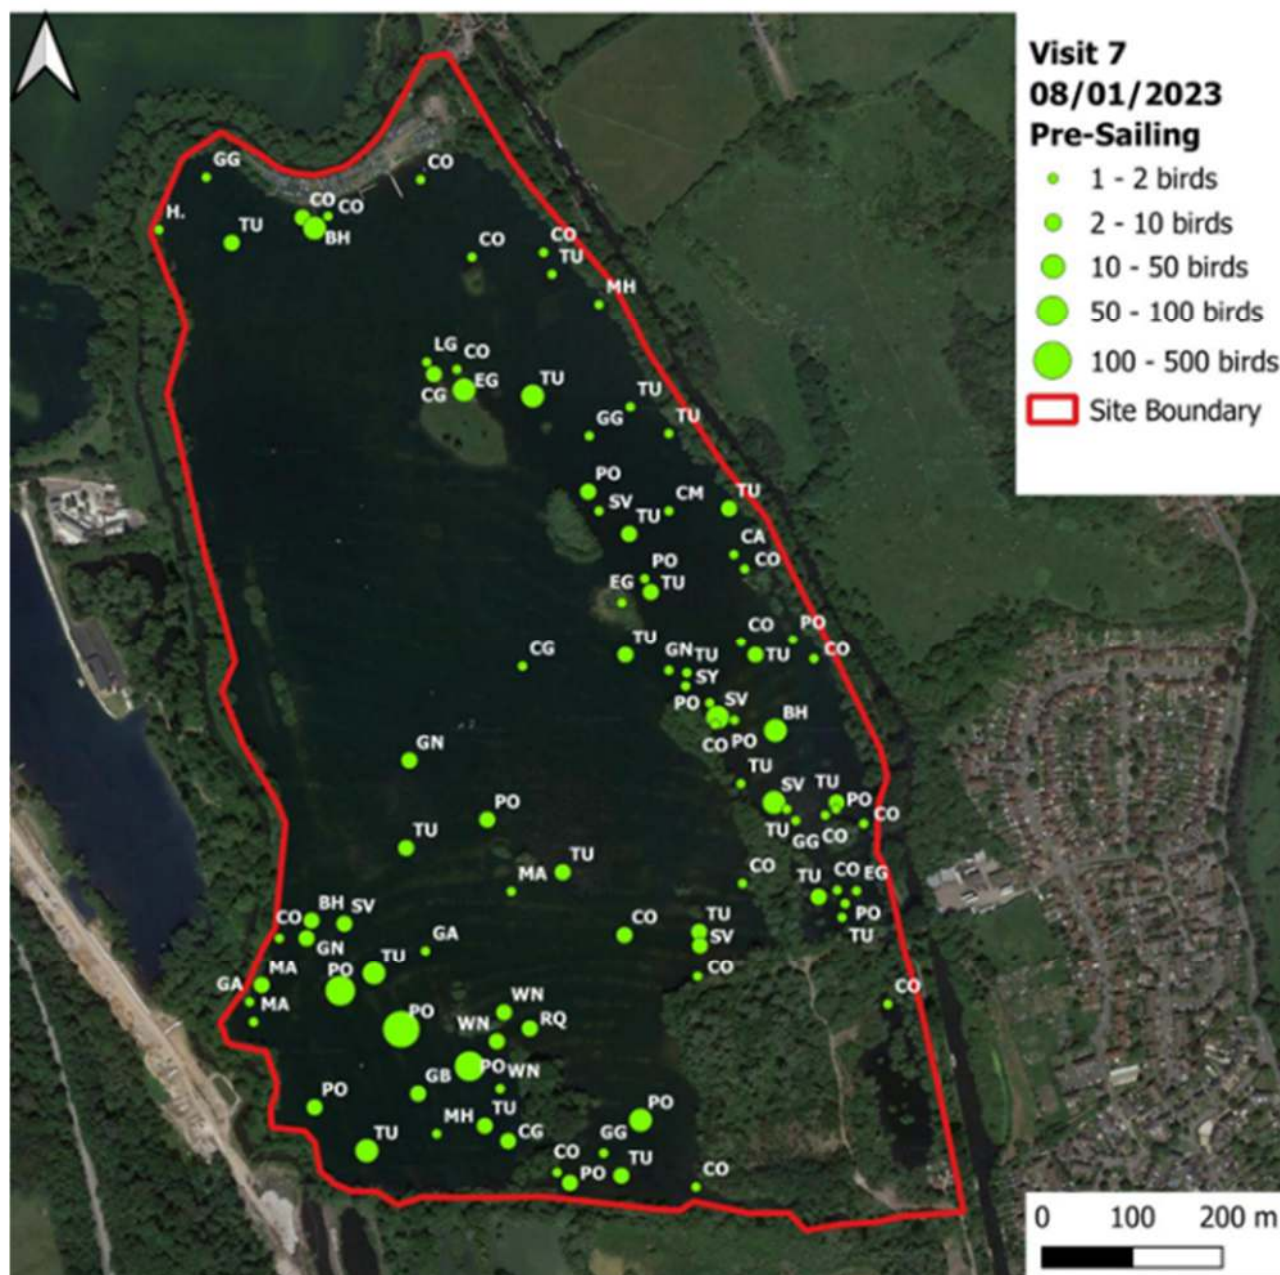 Visit 7
08/01/2023
Pre-Sailing
1 - 2 birds
2 - 10 birds
10 - 50 birds
50 - 100 birds
100 - 500 birds
Site Boundary
GG
CO
H.
TU
CO
CO
BH
CO
CO
TU
MH
LG
CO
CG
EG
TU
TU
GG
TU
PO
SV
CM
TU
TU
CA
CO
PO
EG
TU
CO
PO
TU
CO
TU
GN
TU
SY
CG
PO
SV
BH
CO
PO
GN
TU
SV
TU
PO
CO
TU
GG
CO
PO
TU
TU
MA
CO
TU
CO
EG
PO
TU
CO
BH
SV
GN
CO
TU
SV
CO
GA
TU
PO
MA
GA
MA
CO
WN
RQ
WN
PO
PO
WN
GB
PO
MH
TU
CG
TU
PO
GG
TU
CO
PO
CO
0 100 200 m